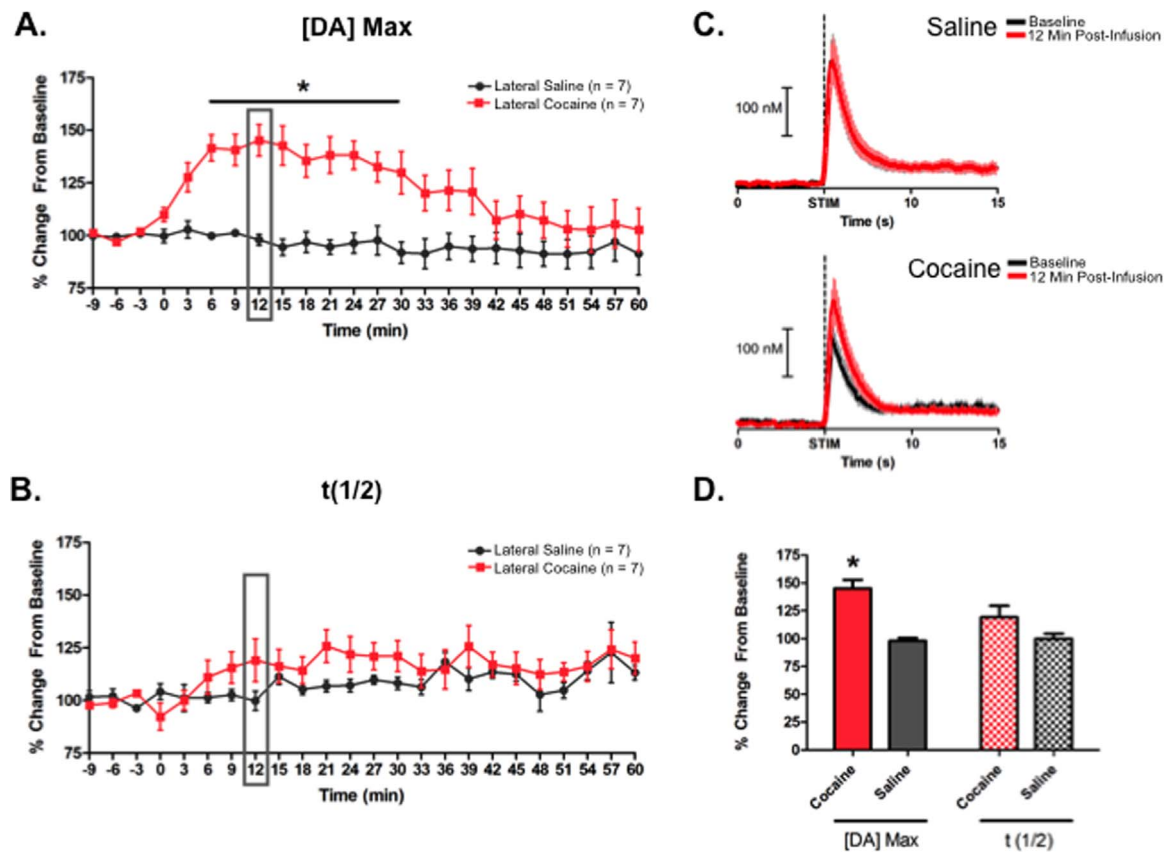 A.
[DA] Max
175
150
125
100
75
% Change From Baseline
*
Lateral Saline (n = 7)
Lateral Cocaine (n = 7)
-9 -6 -3 0 3 6 9 12 15 18 21 24 27 30 33 36 39 42 45 48 51 54 57 60
Time (min)
B.
t(1/2)
175
150
125
100
75
% Change From Baseline
Lateral Saline (n = 7)
Lateral Cocaine (n = 7)
-9 -6 -3 0 3 6 9 12 15 18 21 24 27 30 33 36 39 42 45 48 51 54 57 60
Time (min)
C.
Saline
Baseline
12 Min Post-Infusion
100 nM
0 STIM 10 15
Time (s)
Cocaine
Baseline
12 Min Post-Infusion
100 nM
0 STIM 10 15
Time (s)
D.
175
150
125
100
75
50
25
0
% Change From Baseline
*
Cocaine Saline Cocaine Saline
[DA] Max t (1/2)